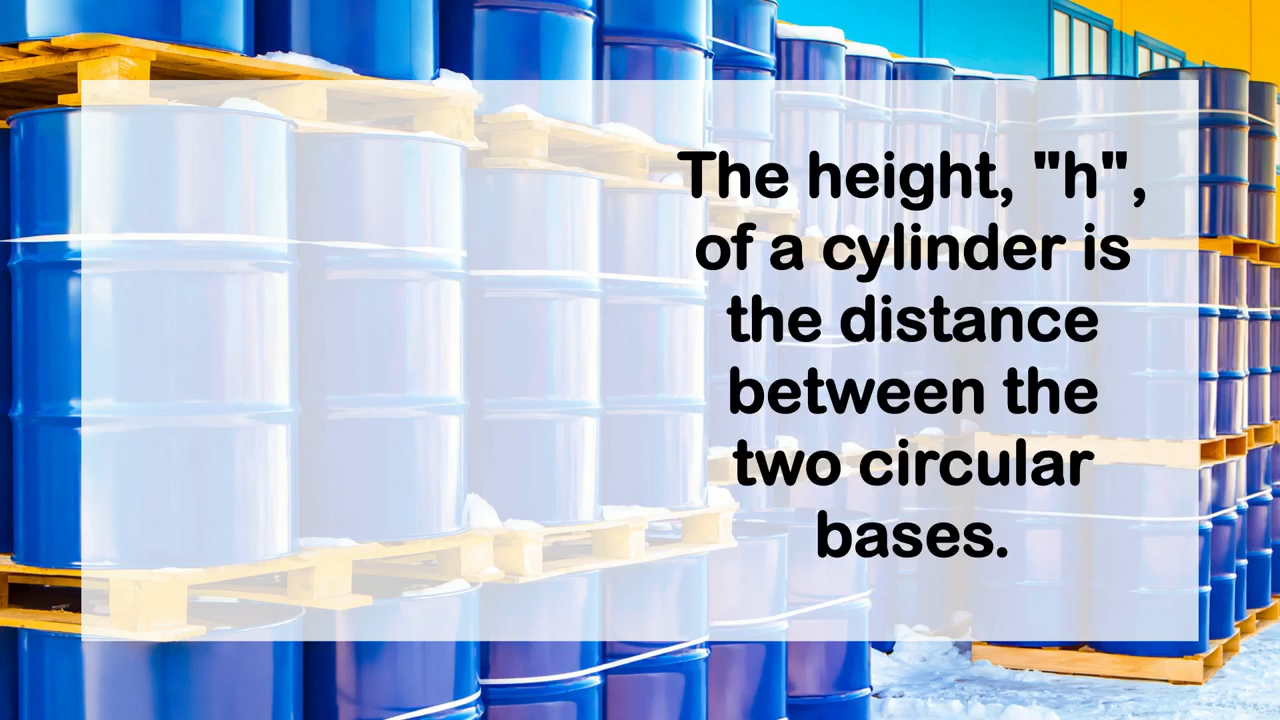 The height, "h",
of a cylinder is
the distance
between the
two circular
bases.